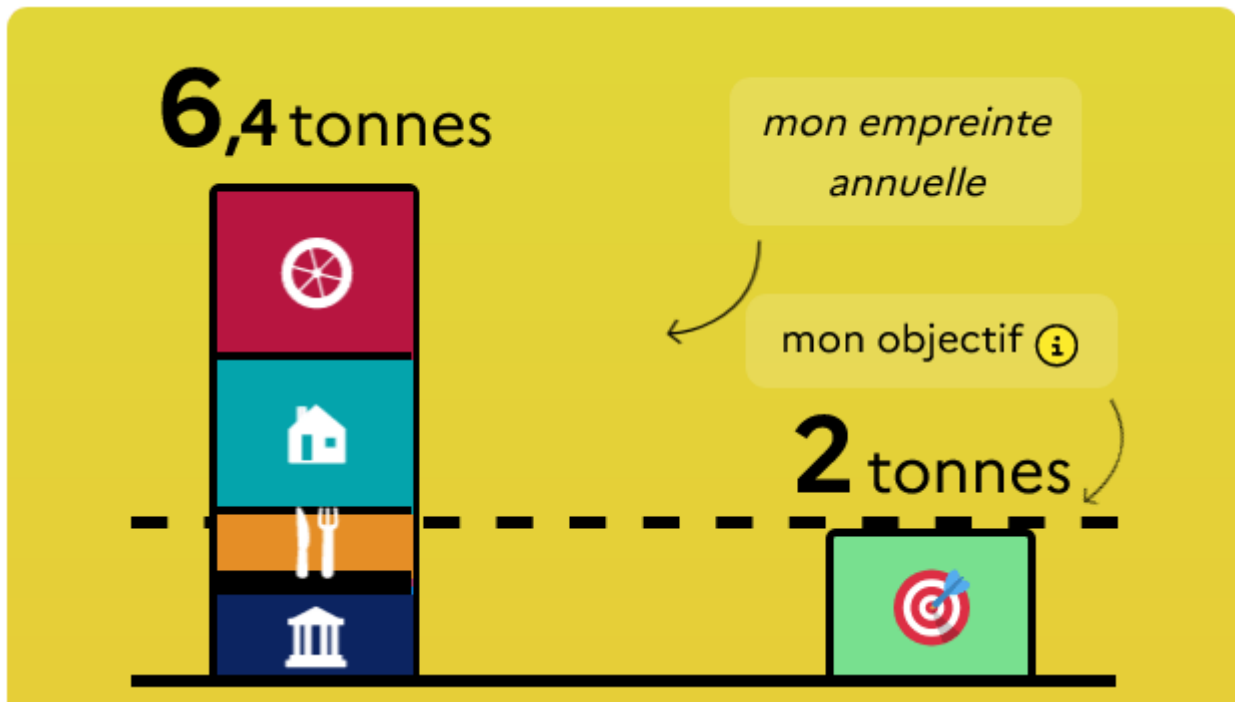 6,4 tonnes
mon empreinte
annuelle
mon objectif i
2 tonnes